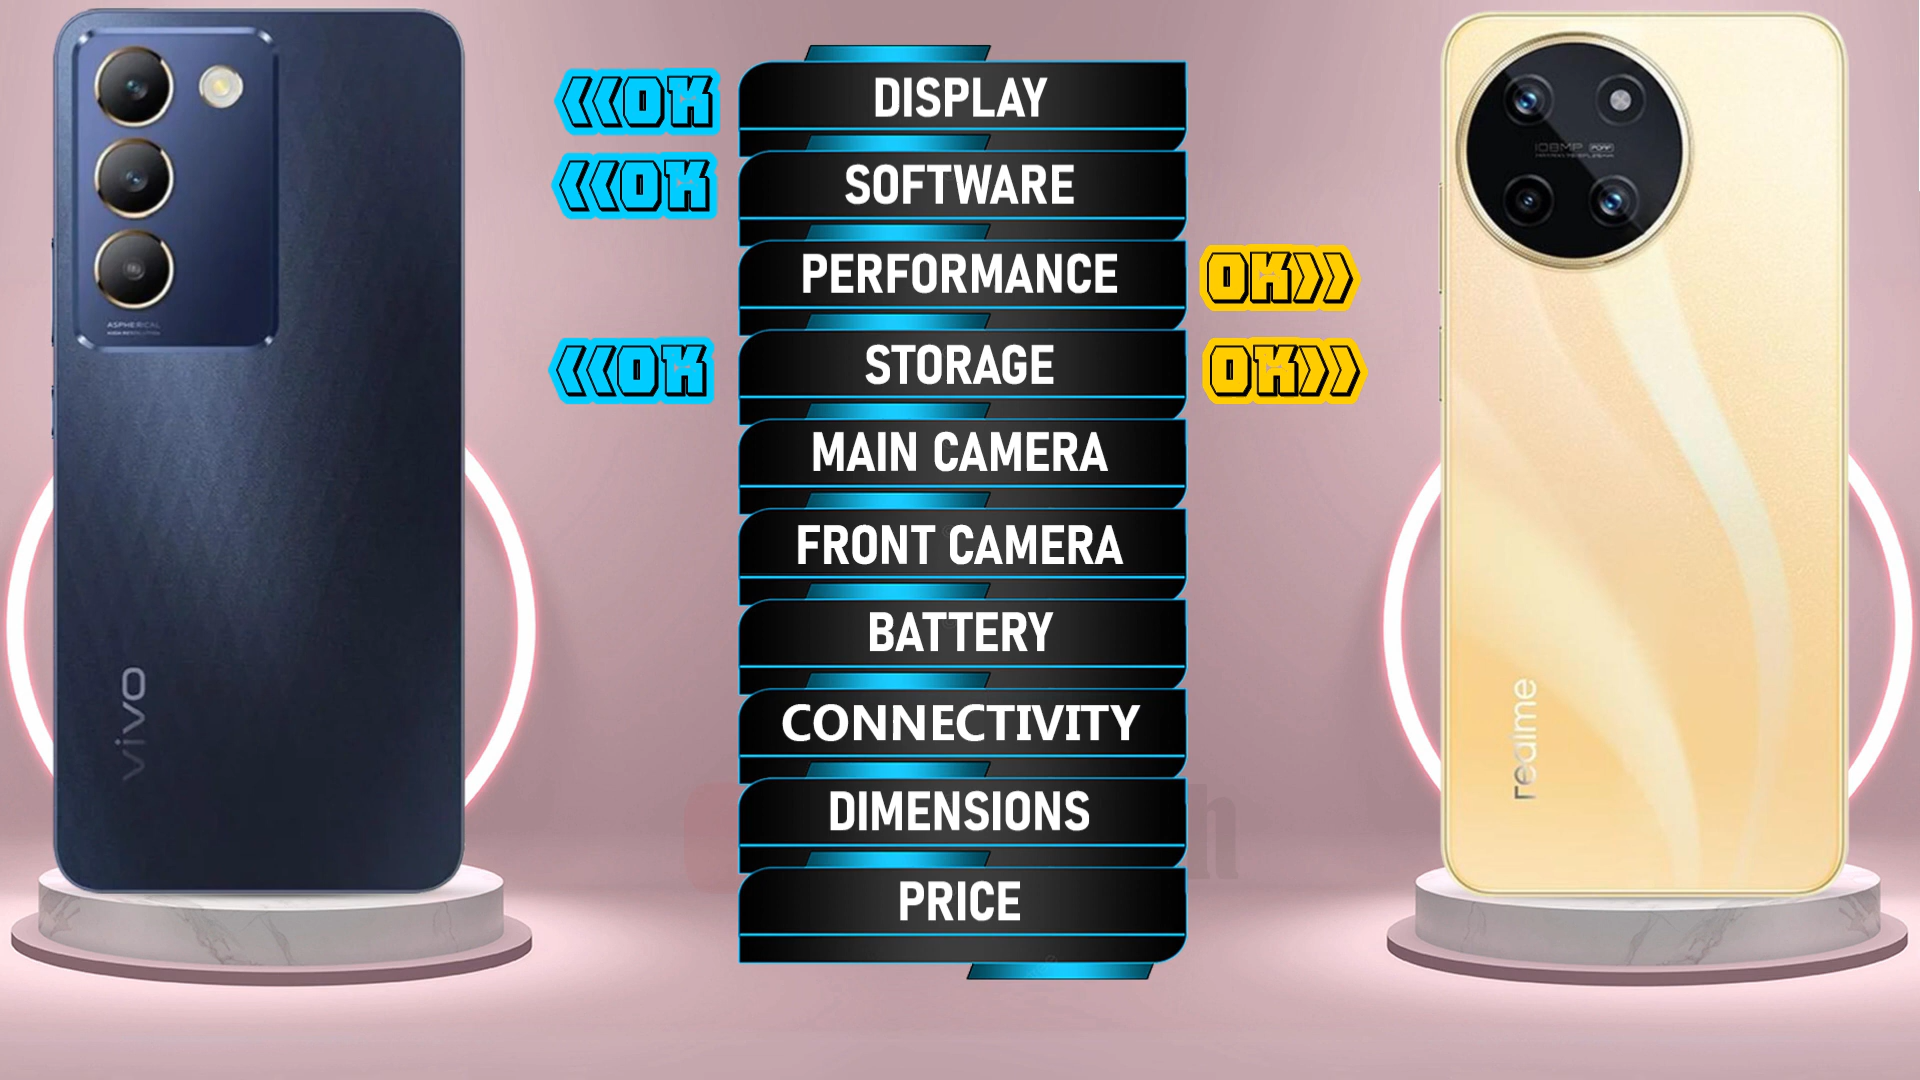 <<OK DISPLAY
<<OK SOFTWARE
PERFORMANCE OK>>
<<OK STORAGE OK>>
MAIN CAMERA
FRONT CAMERA
BATTERY
CONNECTIVITY
DIMENSIONS
PRICE
ASPHERICAL
vivo
108MP
realme